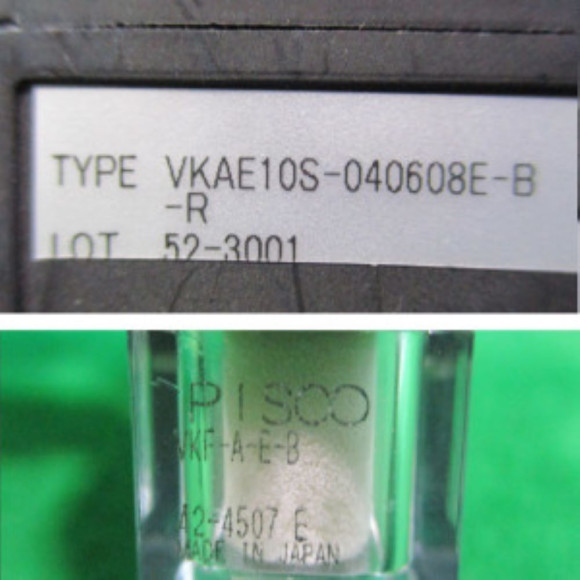 TYPE VKAE10S-040608E-B
-R
LOT 52-3001
PISCO
VKF-A-E-B
42-4507 E
MADE IN JAPAN